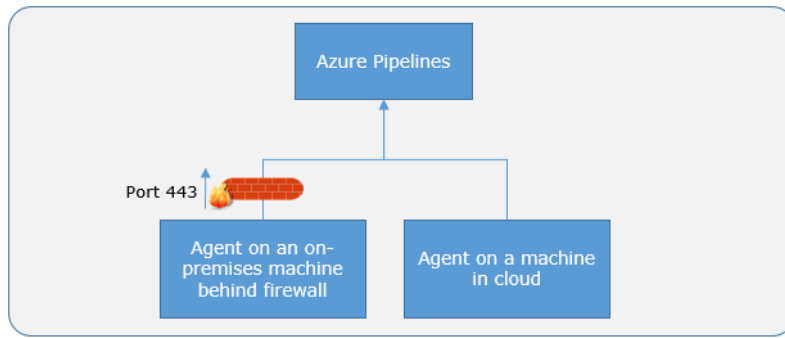 Azure Pipelines
Port 443
Agent on an on-
premises machine
behind firewall
Agent on a machine
in cloud